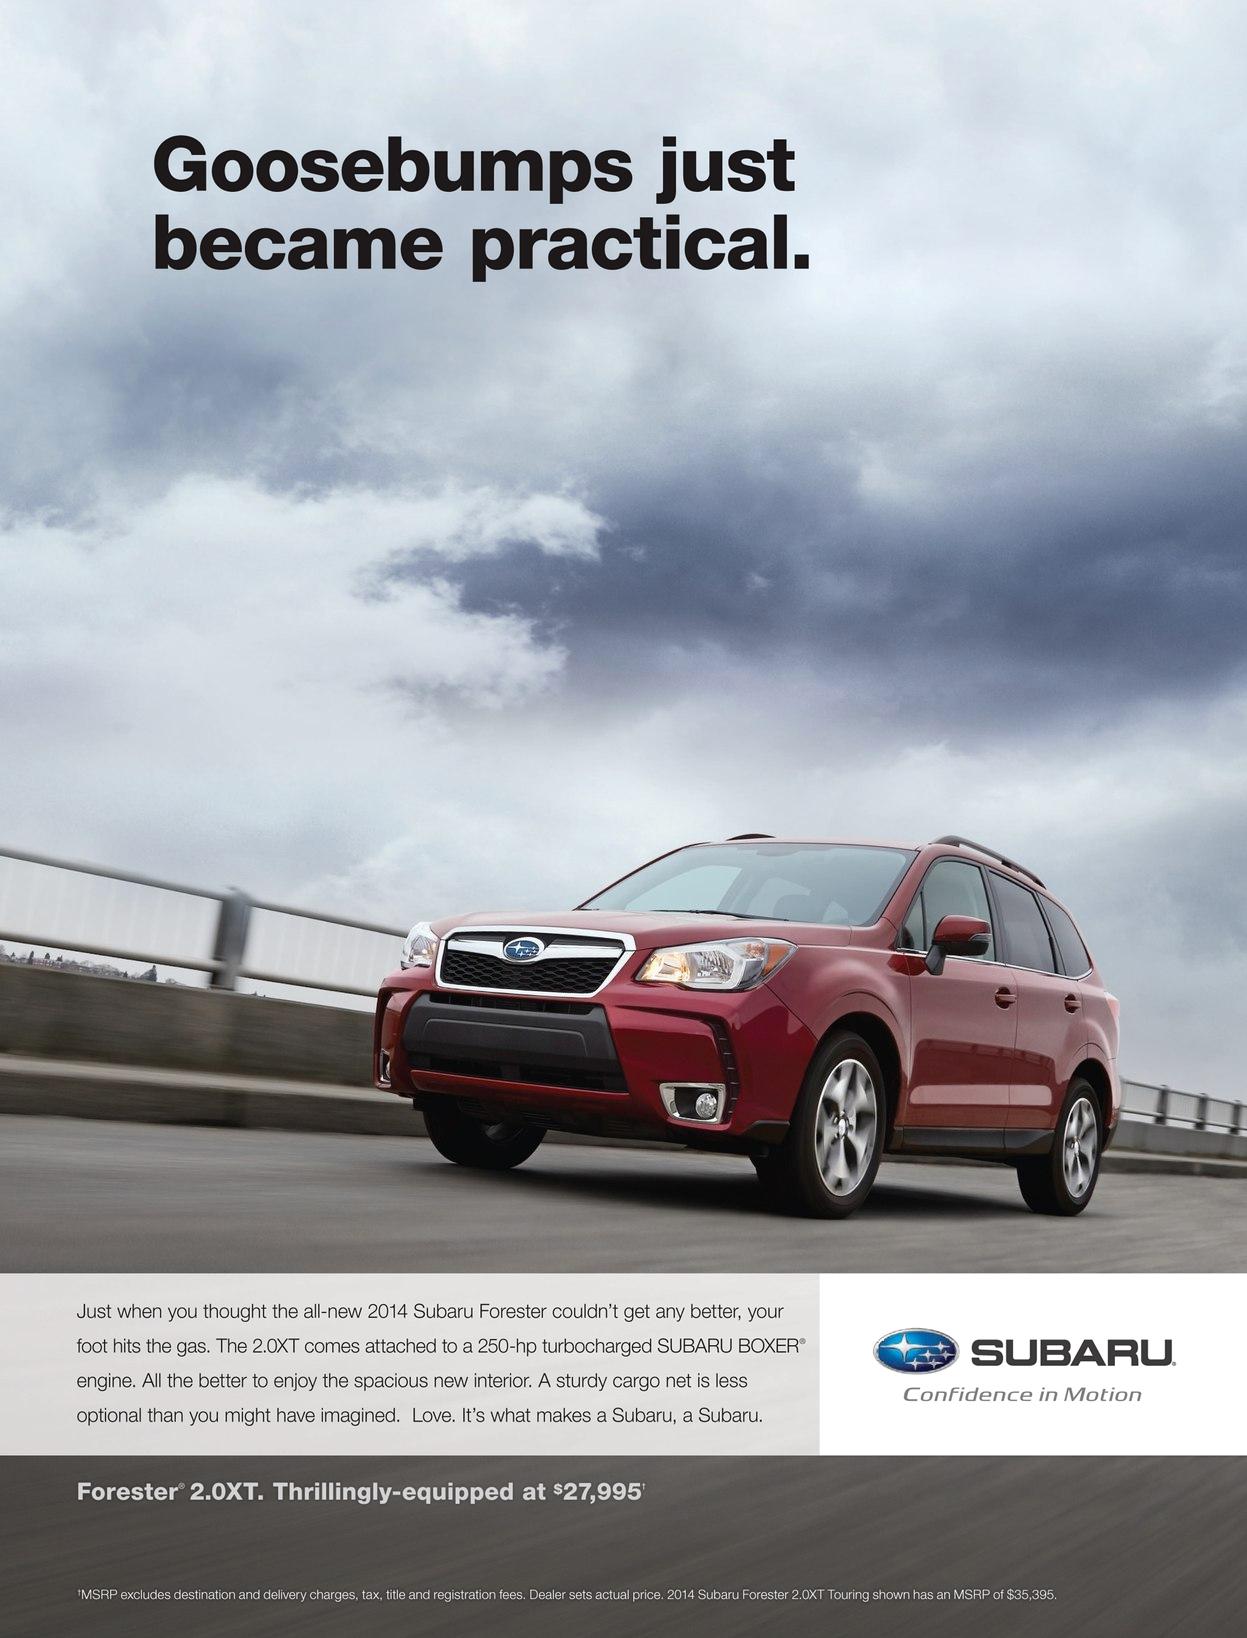 Goosebumps just
became practical.
Just when you thought the all-new 2014 Subaru Forester couldn't get any better, your
foot hits the gas. The 2.0XT comes attached to a 250-hp turbocharged SUBARU BOXER®
engine. All the better to enjoy the spacious new interior. A sturdy cargo net is less
optional than you might have imagined.  Love. It's what makes a Subaru, a Subaru.
SUBARU®
Confidence in Motion
Forester® 2.0XT. Thrillingly-equipped at $27,995†
†MSRP excludes destination and delivery charges, tax, title and registration fees. Dealer sets actual price. 2014 Subaru Forester 2.0XT Touring shown has an MSRP of $35,395.